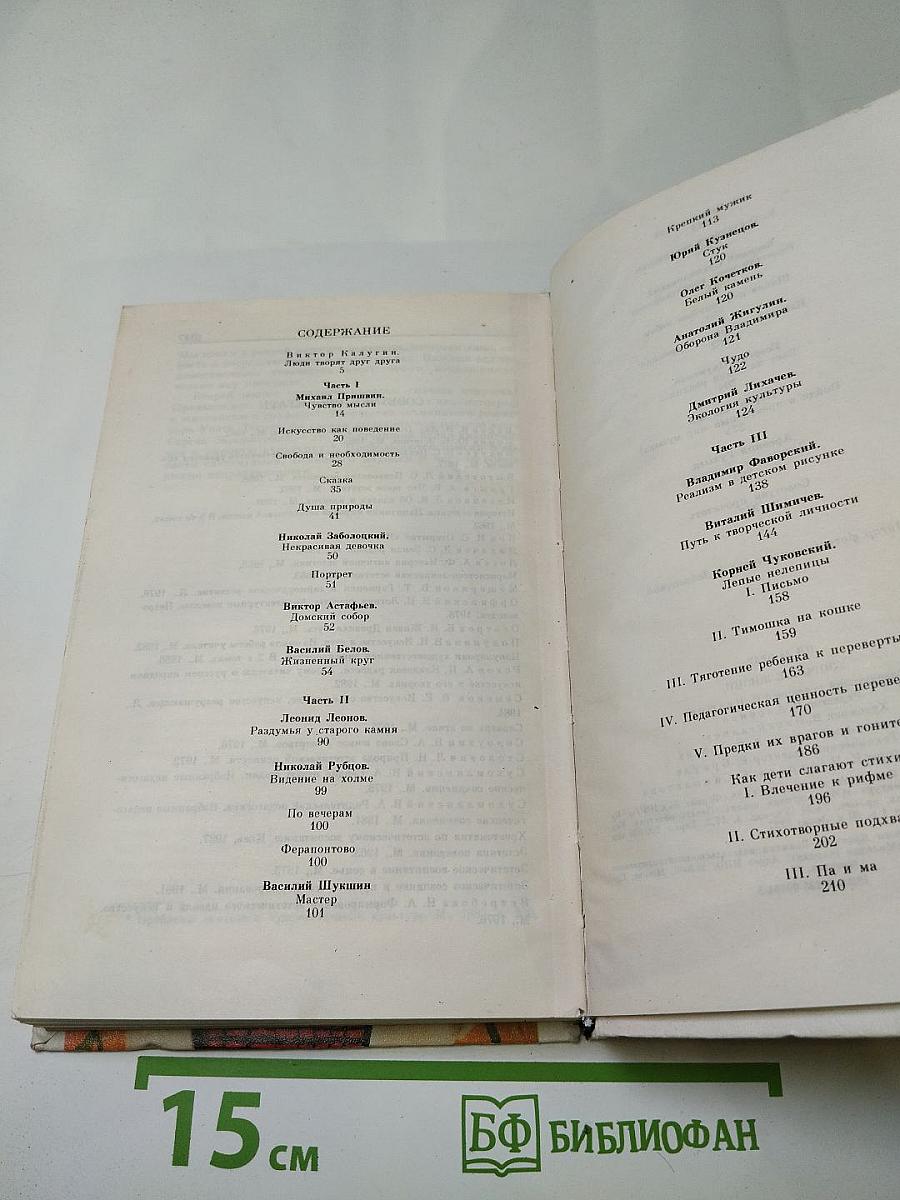 СОДЕРЖАНИЕ
Виктор Калугин.
Люди творят друг друга
5
Часть I
Михаил Пришвин.
Чувство мысли
14
Искусство как поведение
20
Свобода и необходимость
28
Сказка
35
Душа природы
41
Николай Заболоцкий.
Некрасивая девочка
50
Портрет
51
Виктор Астафьев.
Домский собор
52
Василий Белов.
Жизненный круг
54
Часть II
Леонид Леонов.
Раздумья у старого камня
90
Николай Рубцов.
Видение на холме
99
По вечерам
100
Ферапонтово
100
Василий Шукшин
Мастер
101
Крепкий мужик
113
Юрий Кузнецов.
Стук
120
Олег Кочетков.
Белый камень
120
Анатолий Жигулин.
Оборона Владимира
121
Чудо
122
Дмитрий Лихачев.
Экология культуры
124
Часть III
Владимир Фаворский.
Реализм в детском рисунке
138
Виталий Шимичев.
Путь к творческой личности
144
Корней Чуковский.
Лепые нелепицы
I. Письмо
158
II. Тимошка на кошке
159
III. Тяготение ребенка к переверты
163
IV. Педагогическая ценность переве
170
V. Предки их врагов и гоните
186
Как дети слагают стихи
I. Влечение к рифме
196
II. Стихотворные подхва
202
III. Па и ма
210
15 см
БФ БИБЛИОФАН